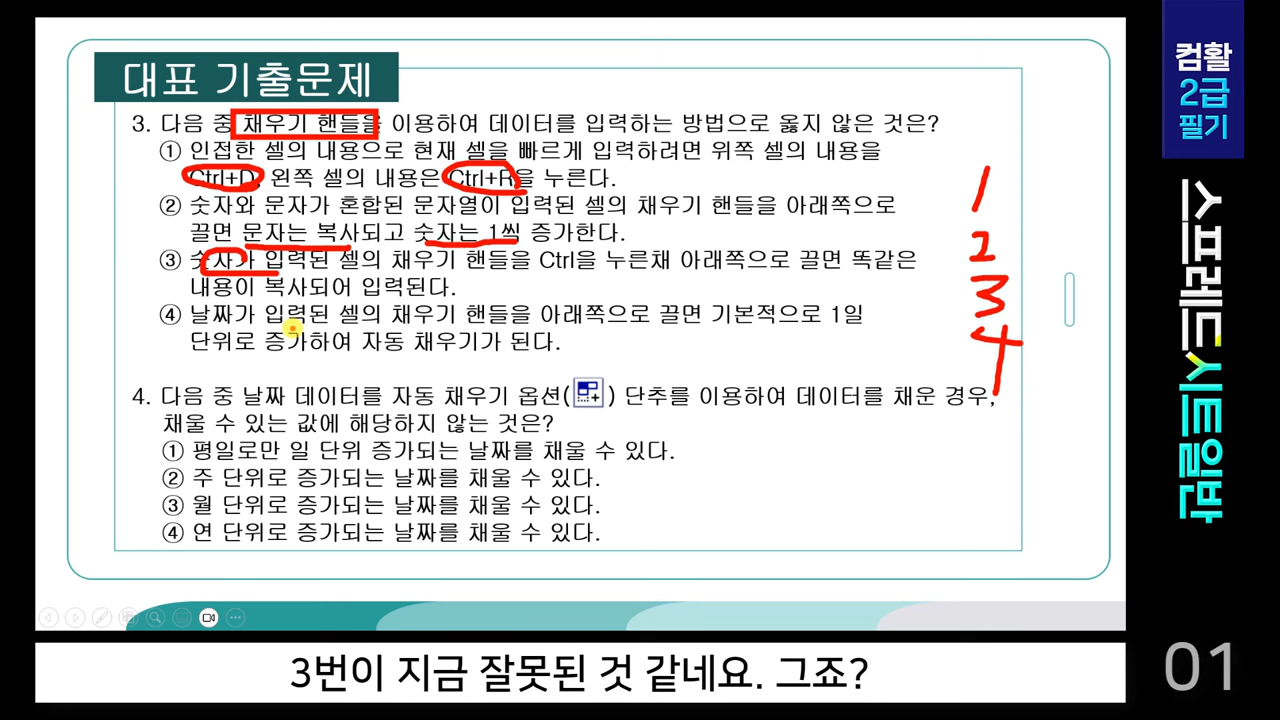 대표 기출문제
3. 다음 중 채우기 핸들을 이용하여 데이터를 입력하는 방법으로 옳지 않은 것은?
① 인접한 셀의 내용으로 현재 셀을 빠르게 입력하려면 위쪽 셀의 내용을
Ctrl+D, 왼쪽 셀의 내용은 Ctrl+R을 누른다.
② 숫자와 문자가 혼합된 문자열이 입력된 셀의 채우기 핸들을 아래쪽으로
끌면 문자는 복사되고 숫자는 1씩 증가한다.
③ 숫자가 입력된 셀의 채우기 핸들을 Ctrl을 누른채 아래쪽으로 끌면 똑같은
내용이 복사되어 입력된다.
④ 날짜가 입력된 셀의 채우기 핸들을 아래쪽으로 끌면 기본적으로 1일
단위로 증가하여 자동 채우기가 된다.
1
2
3
4
4. 다음 중 날짜 데이터를 자동 채우기 옵션( ) 단추를 이용하여 데이터를 채운 경우,
채울 수 있는 값에 해당하지 않는 것은?
① 평일로만 일 단위 증가되는 날짜를 채울 수 있다.
② 주 단위로 증가되는 날짜를 채울 수 있다.
③ 월 단위로 증가되는 날짜를 채울 수 있다.
④ 연 단위로 증가되는 날짜를 채울 수 있다.
컴활
2급
필기
스프레드시트일반
01
3번이 지금 잘못된 것 같네요. 그죠?